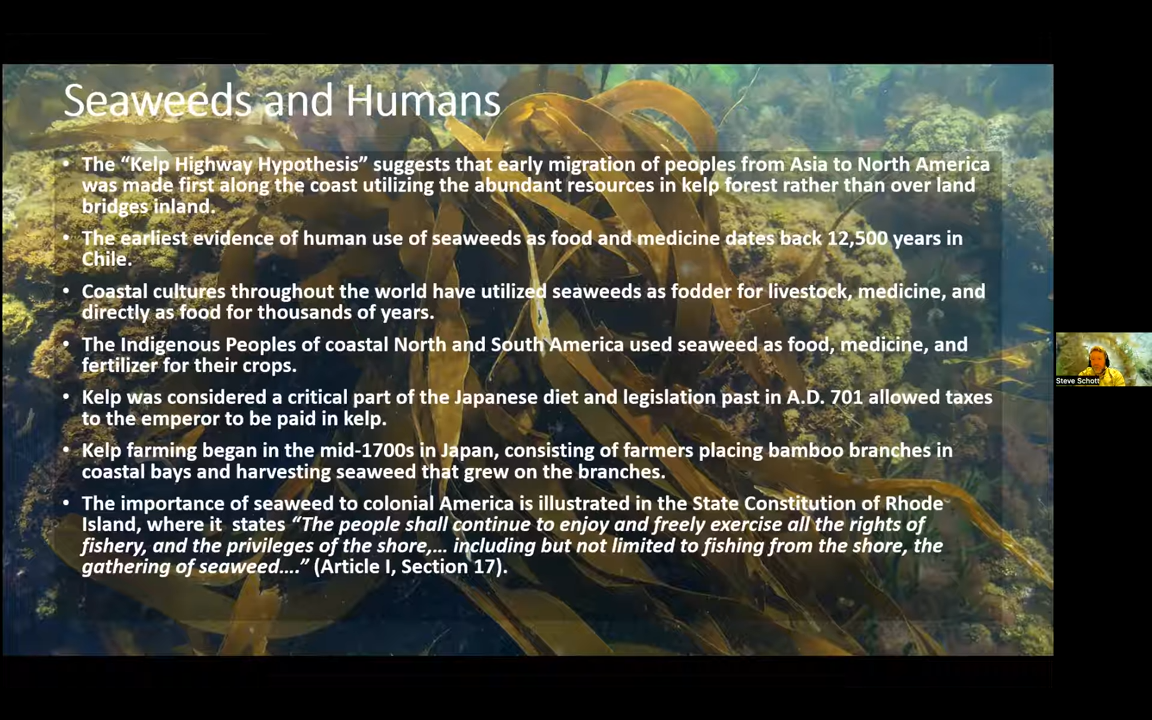 Seaweeds and Humans
• The “Kelp Highway Hypothesis” suggests that early migration of peoples from Asia to North America
was made first along the coast utilizing the abundant resources in kelp forest rather than over land
bridges inland.
• The earliest evidence of human use of seaweeds as food and medicine dates back 12,500 years in
Chile.
• Coastal cultures throughout the world have utilized seaweeds as fodder for livestock, medicine, and
directly as food for thousands of years.
• The Indigenous Peoples of coastal North and South America used seaweed as food, medicine, and
fertilizer for their crops.
• Kelp was considered a critical part of the Japanese diet and legislation past in A.D. 701 allowed taxes
to the emperor to be paid in kelp.
• Kelp farming began in the mid-1700s in Japan, consisting of farmers placing bamboo branches in
coastal bays and harvesting seaweed that grew on the branches.
• The importance of seaweed to colonial America is illustrated in the State Constitution of Rhode
Island, where it states “The people shall continue to enjoy and freely exercise all the rights of
fishery, and the privileges of the shore,… including but not limited to fishing from the shore, the
gathering of seaweed….” (Article I, Section 17).
Steve Schott